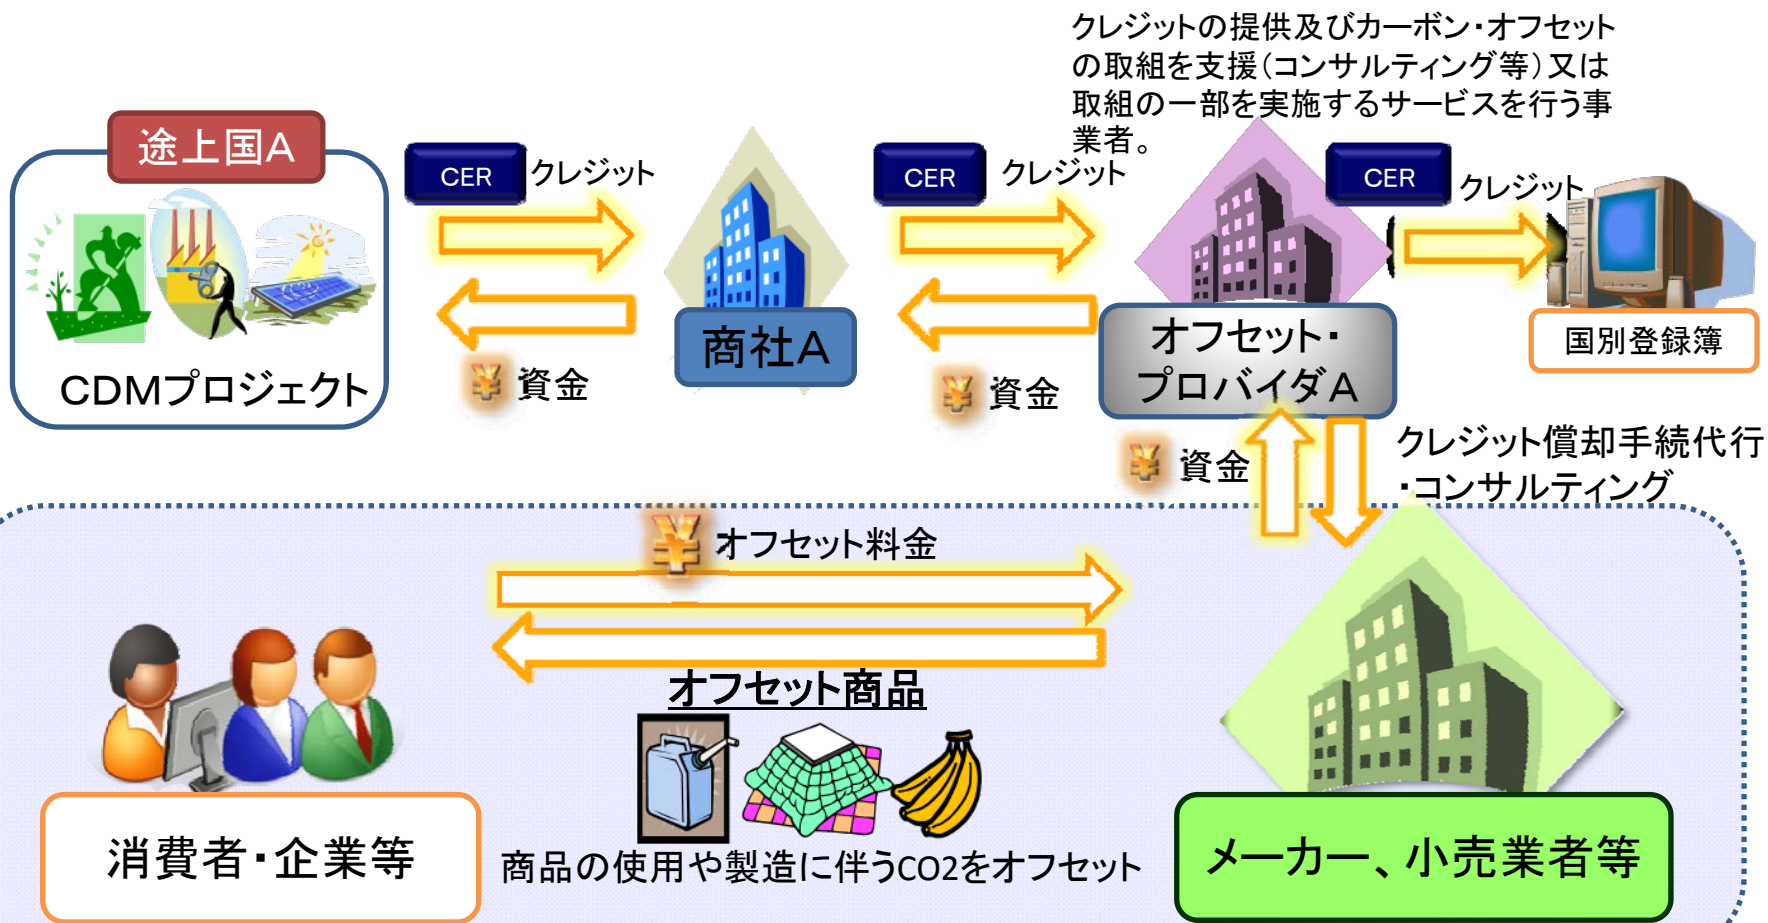 クレジットの提供及びカーボン・オフセット
の取組を支援(コンサルティング等)又は
取組の一部を実施するサービスを行う事
業者。
途上国A
CER
クレジット
CER
クレジット
CER
クレジット
CDMプロジェクト
商社A
オフセット・
プロバイダA
国別登録簿
¥
資金
¥
資金
¥
資金
クレジット償却手続代行
・コンサルティング
¥
オフセット料金
オフセット商品
商品の使用や製造に伴うCO2をオフセット
消費者・企業等
メーカー、小売業者等